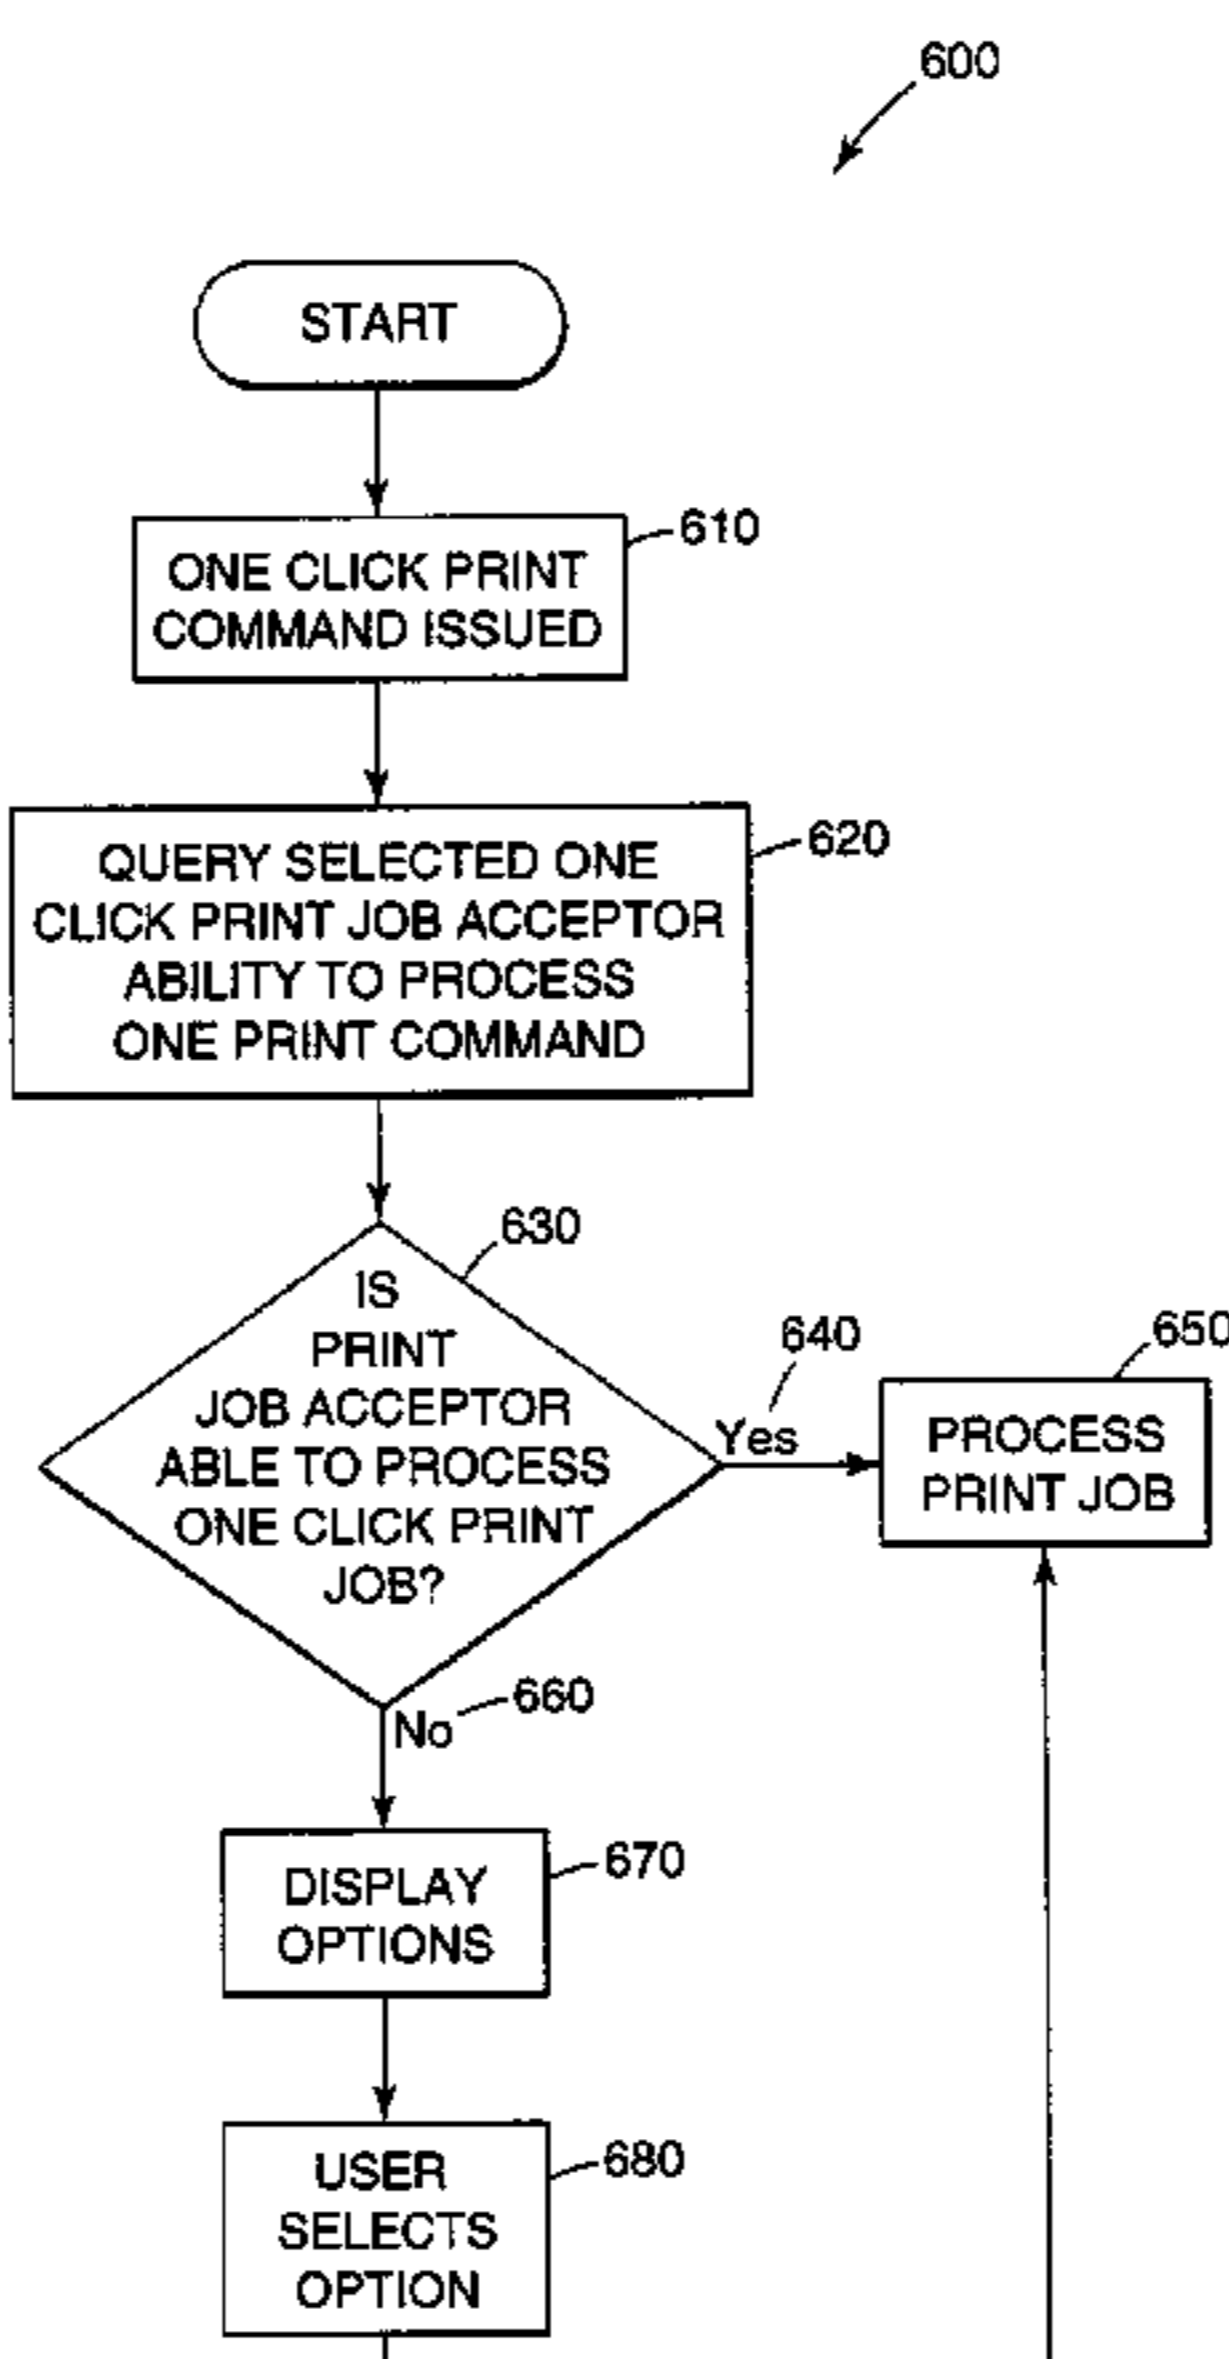 600
START
610
ONE CLICK PRINT
COMMAND ISSUED
620
QUERY SELECTED ONE
CLICK PRINT JOB ACCEPTOR
ABILITY TO PROCESS
ONE PRINT COMMAND
630
IS
PRINT
JOB ACCEPTOR
ABLE TO PROCESS
ONE CLICK PRINT
JOB?
640
Yes
650
PROCESS
PRINT JOB
660
No
670
DISPLAY
OPTIONS
680
USER
SELECTS
OPTION